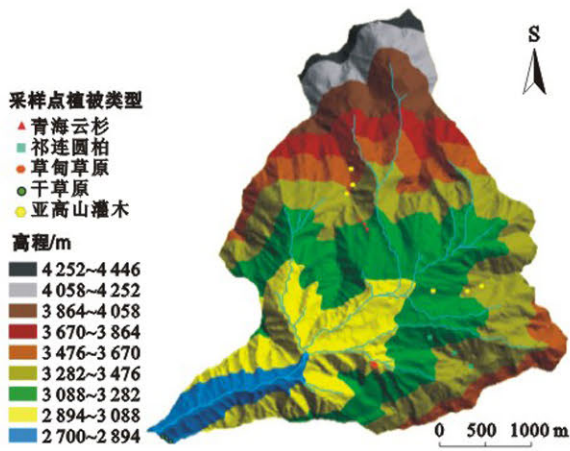 S
采样点植被类型
青海云杉
祁连圆柏
草甸草原
干草原
亚高山灌木
高程/m
4 252~4 446
4 058~4 252
3 864~4 058
3 670~3 864
3 476~3 670
3 282~3 476
3 088~3 282
2 894~3 088
2 700~2 894
0 500 1000 m